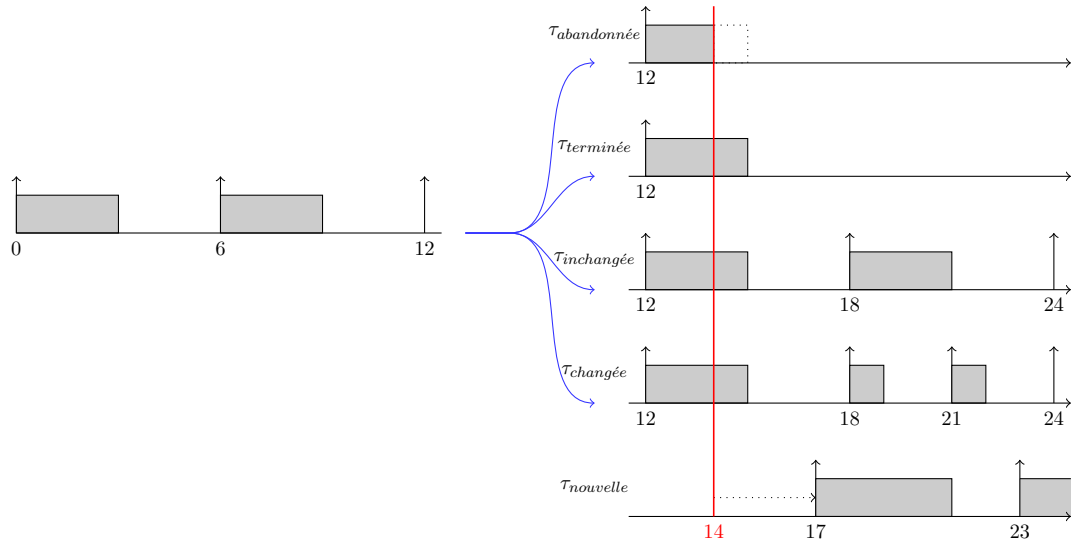 τabandonnée
12
τterminée
12
0 6 12
τinchangée
12 18 24
τchangée
12 18 21 24
τnouvelle
14 17 23